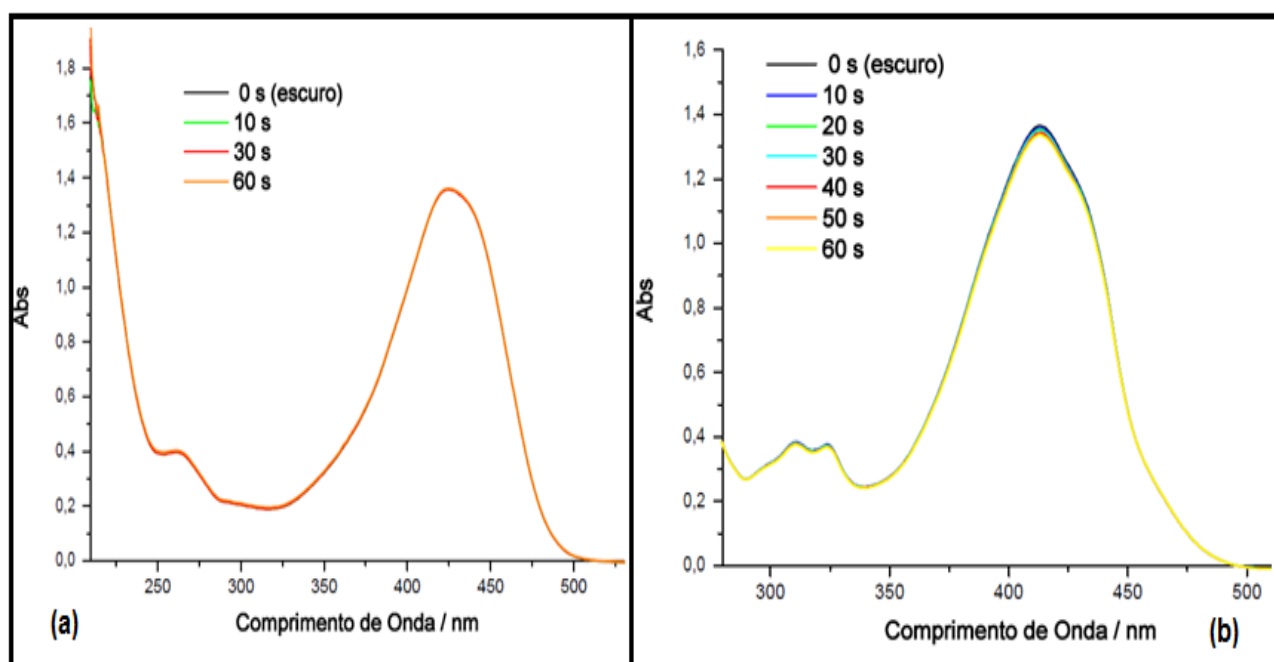 1,8
1,6
1,4
1,2
1,0
0,8
0,6
0,4
0,2
0,0
Abs
0 s (escuro)
10 s
30 s
60 s
250 300 350 400 450 500
Comprimento de Onda / nm
(a)
1,6
1,4
1,2
1,0
0,8
0,6
0,4
0,2
0,0
Abs
0 s (escuro)
10 s
20 s
30 s
40 s
50 s
60 s
300 350 400 450 500
Comprimento de Onda / nm
(b)